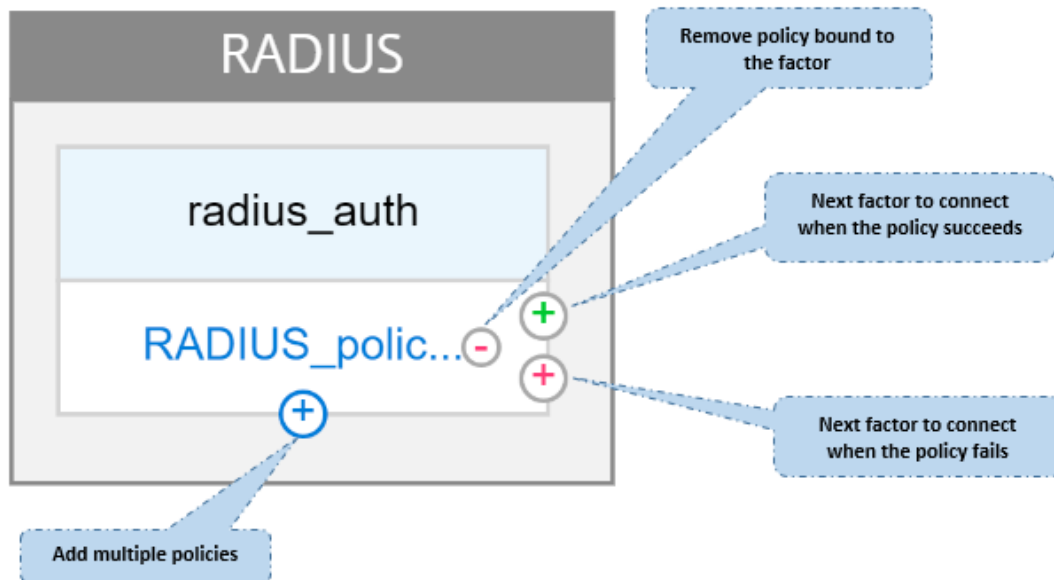 RADIUS
Remove policy bound to
the factor
radius_auth
Next factor to connect
when the policy succeeds
RADIUS_polic...
-
+
+
+
Next factor to connect
when the policy fails
Add multiple policies